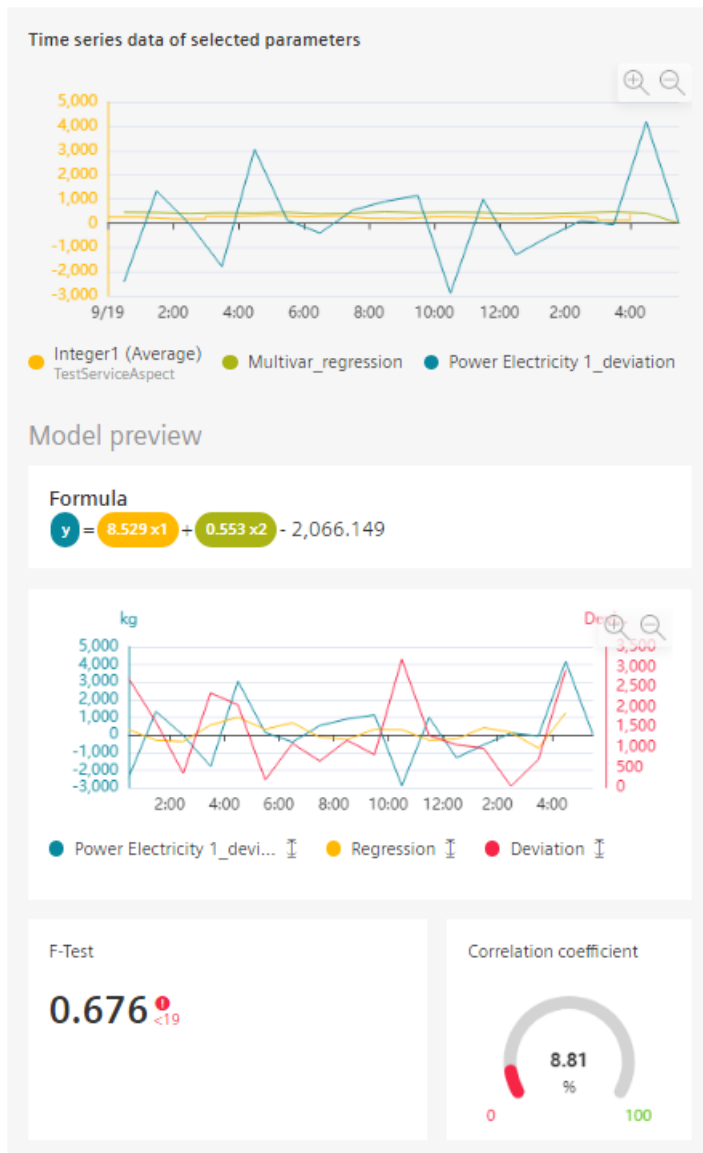 Time series data of selected parameters
5,000
4,000
3,000
2,000
1,000
0
-1,000
-2,000
-3,000
9/19 2:00 4:00 6:00 8:00 10:00 12:00 2:00 4:00
Integer1 (Average) Multivar_regression Power Electricity 1_deviation
TestServiceAspect
Model preview
Formula
y = 8.529 x1 + 0.553 x2 - 2,066.149
kg
5,000 3,500
4,000 3,000
3,000 2,500
2,000 2,000
1,000 1,500
0 1,000
-1,000 500
-2,000 0
-3,000
2:00 4:00 6:00 8:00 10:00 12:00 2:00 4:00
Power Electricity 1_devi... Regression Deviation
F-Test Correlation coefficient
0.676 !
<19
8.81
%
0 100